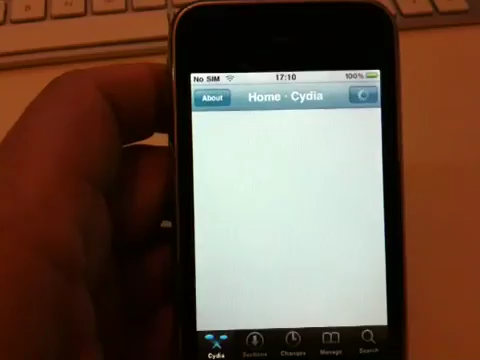 No SIM 17:10 100%
About Home - Cydia
Cydia Sections Changes Manage Search